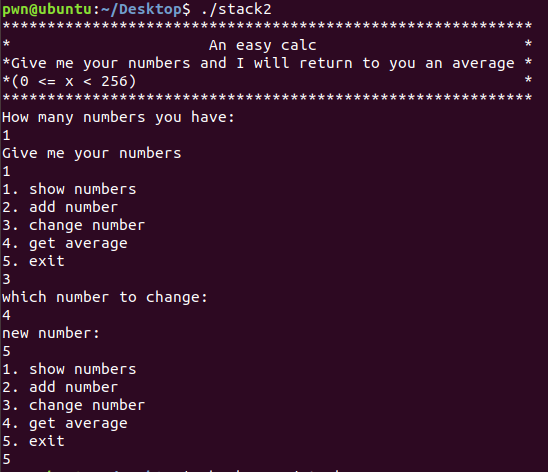 pwn@ubuntu:~/Desktop$ ./stack2
***********************************************************
*                      An easy calc                       *
*Give me your numbers and I will return to you an average *
*(0 <= x < 256)                                           *
***********************************************************
How many numbers you have:
1
Give me your numbers
1
1. show numbers
2. add number
3. change number
4. get average
5. exit
3
which number to change:
4
new number:
5
1. show numbers
2. add number
3. change number
4. get average
5. exit
5